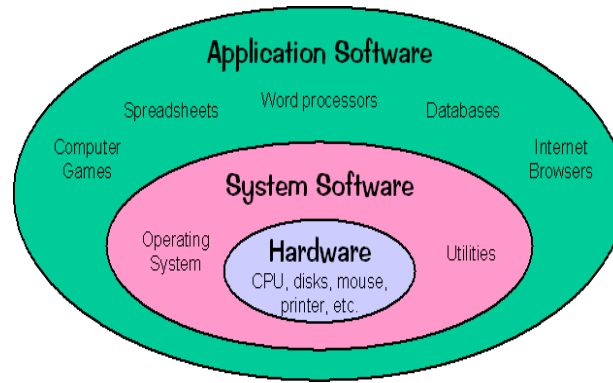 Application Software
Word processors
Spreadsheets
Databases
Computer
Games
Internet
Browsers
System Software
Operating
System
Utilities
Hardware
CPU, disks, mouse,
printer, etc.